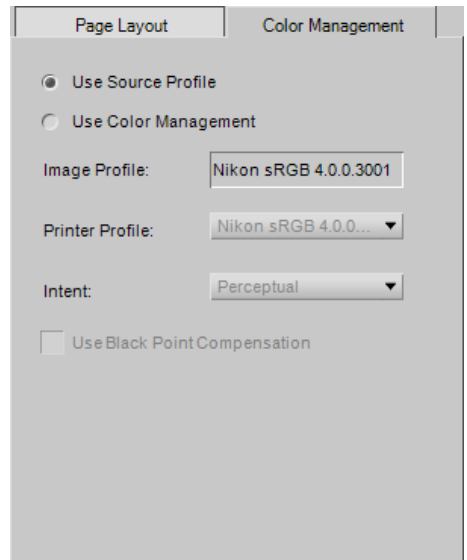 Page Layout
Color Management
Use Source Profile
Use Color Management
Image Profile: Nikon sRGB 4.0.0.3001
Printer Profile: Nikon sRGB 4.0.0...
Intent: Perceptual
Use Black Point Compensation